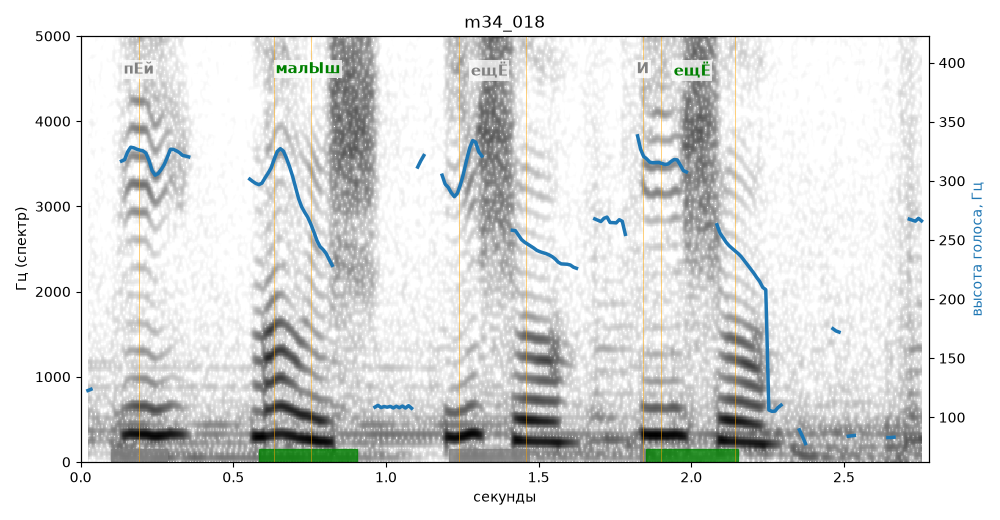 m34_018
пЕй
малЫш
ещЁ
И
ещЁ
Гц (спектр)
5000
4000
3000
2000
1000
0
400
350
300
250
200
150
100
высота голоса, Гц
0.0 0.5 1.0 1.5 2.0 2.5
секунды